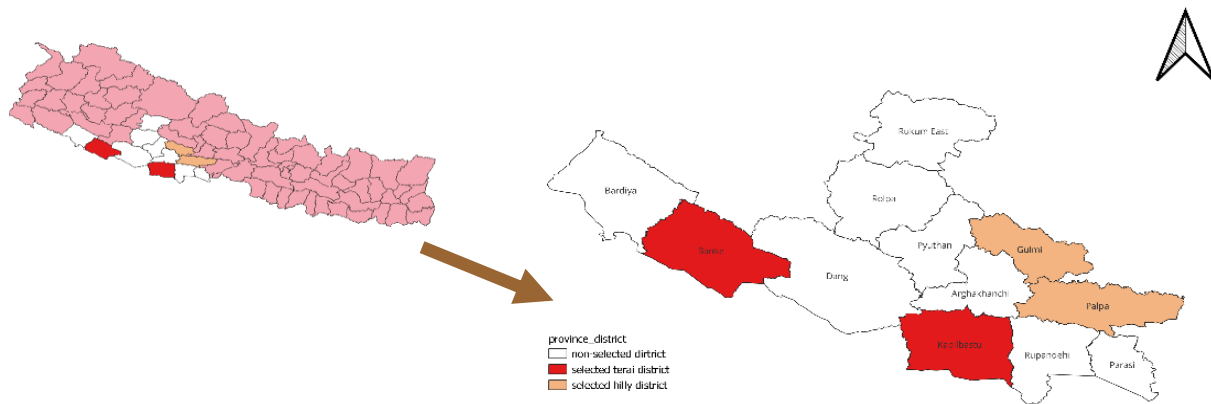 Rukum East
Bardiya
Rolpa
Pyuthan
Gulmi
Banke
Dang
Arghakhanchi
Palpa
Kapilbastu
Rupandehi
Parasi
province_district
non-selected dirtrict
selected terai district
selected hilly district